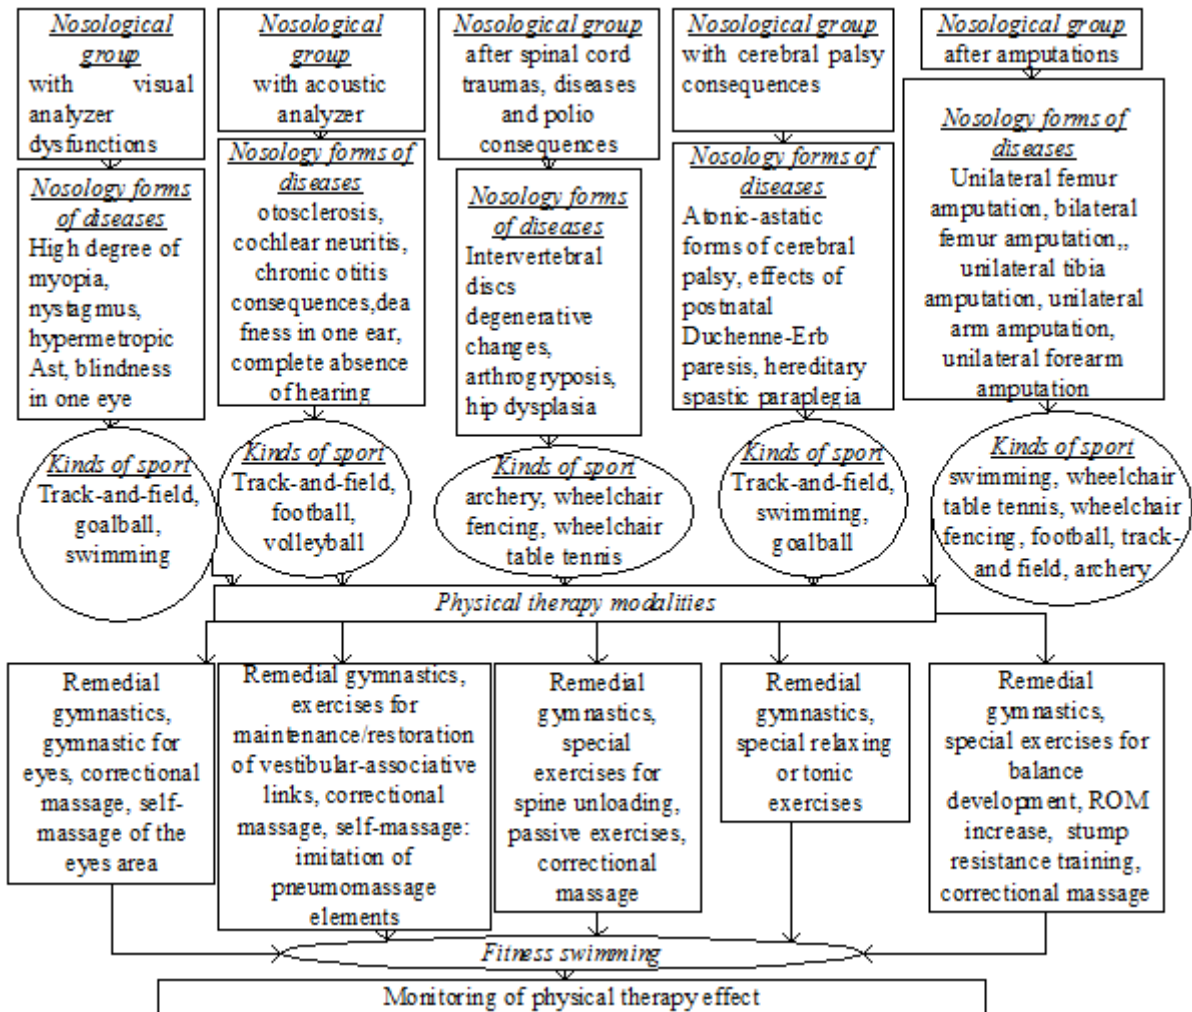 Nosological
group
with visual
analyzer
dysfunctions
Nosological
group
with acoustic
analyzer
Nosological group
after spinal cord
traumas, diseases
and polio
consequences
Nosological group
with cerebral palsy
consequences
Nosological group
after amputations
Nosology forms
of diseases
High degree of
myopia,
nystagmus,
hypermetropic
Ast, blindness
in one eye
Nosology forms of
diseases
otosclerosis,
cochlear neuritis,
chronic otitis
consequences,dea
fness in one ear,
complete absence
of hearing
Nosology forms
of diseases
Intervertebral
discs
degenerative
changes,
arthrogryposis,
hip dysplasia
Nosology forms of
diseases
Atonic-astatic
forms of cerebral
palsy, effects of
postnatal
Duchenne-Erb
paresis, hereditary
spastic paraplegia
Nosology forms of
diseases
Unilateral femur
amputation, bilateral
femur amputation,,
unilateral tibia
amputation, unilateral
arm amputation,
unilateral forearm
amputation
Kinds of sport
Track-and-field,
goalball,
swimming
Kinds of sport
Track-and-field,
football,
volleyball
Kinds of sport
archery, wheelchair
fencing, wheelchair
table tennis
Kinds of sport
Track-and-field,
swimming,
goalball
Kinds of sport
swimming, wheelchair
table tennis, wheelchair
fencing, football, track-
and field, archery
Physical therapy modalities
Remedial
gymnastics,
gymnastic for
eyes, correctional
massage, self-
massage of the
eyes area
Remedial gymnastics,
exercises for
maintenance/restoration
of vestibular-associative
links, correctional
massage, self-massage:
imitation of
pneumomassage
elements
Remedial
gymnastics,
special
exercises for
spine unloading,
passive exercises,
correctional
massage
Remedial
gymnastics,
special relaxing
or tonic
exercises
Remedial
gymnastics,
special exercises for
balance
development, ROM
increase, stump
resistance training,
correctional massage
Fitness swimming
Monitoring of physical therapy effect